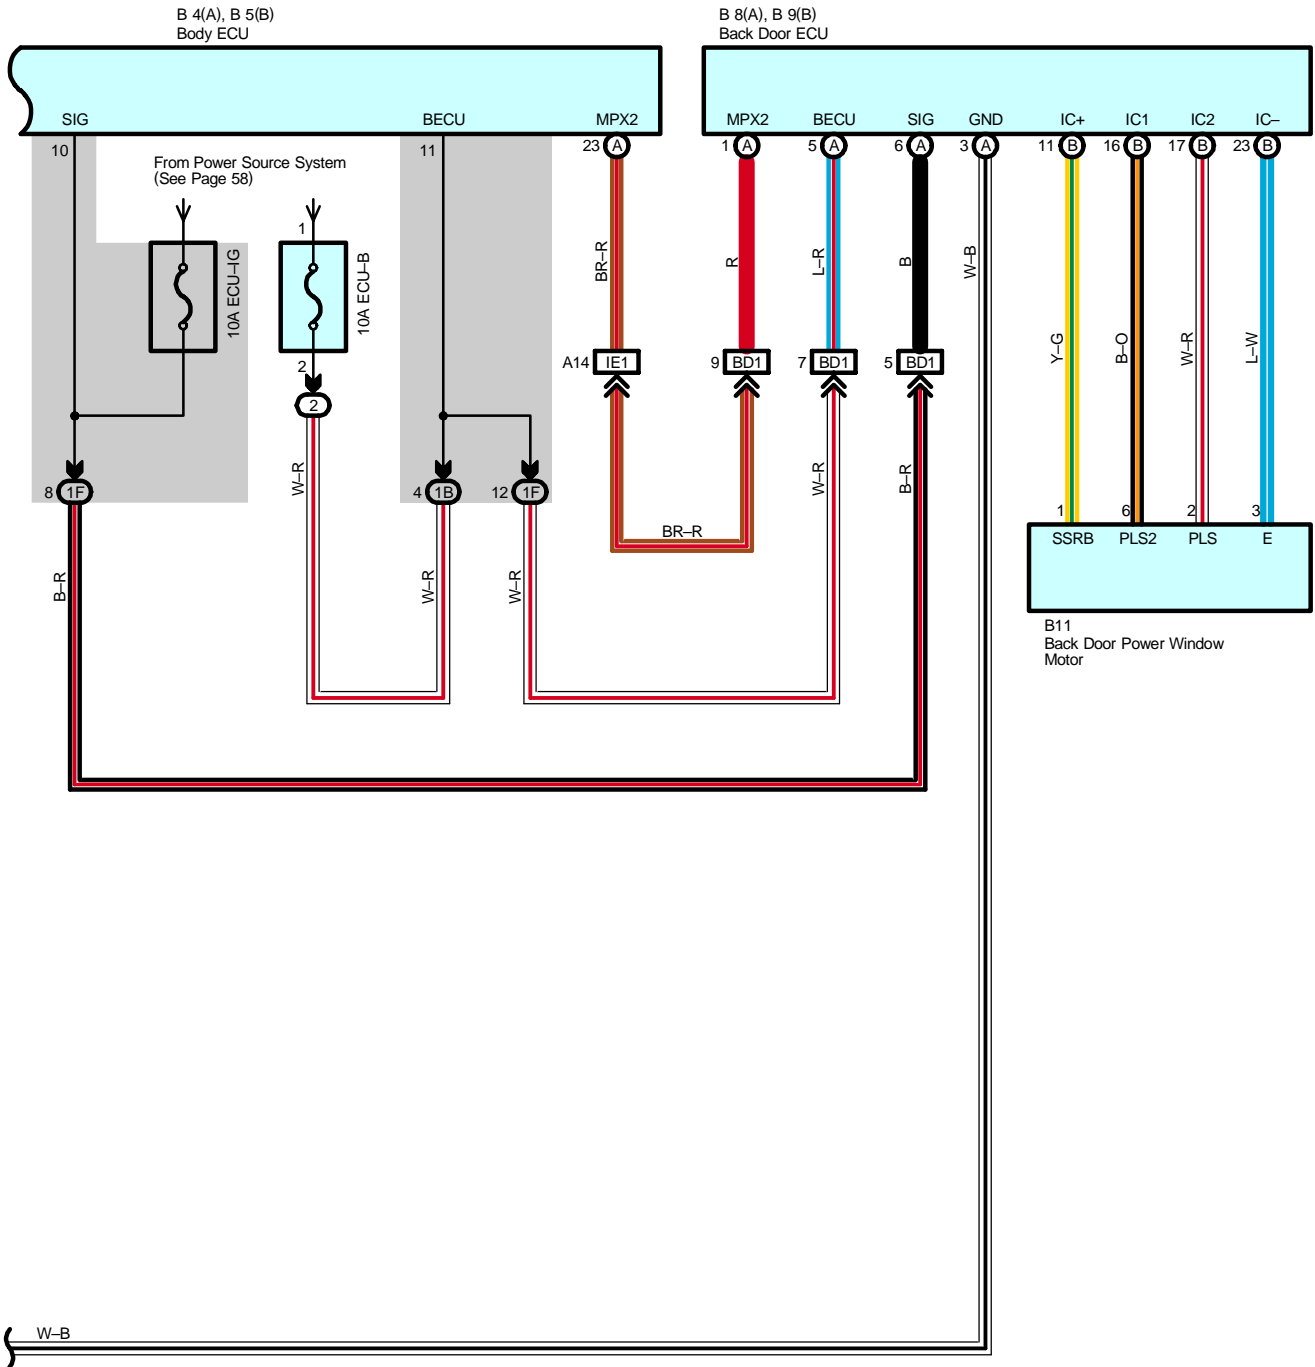 B 4(A), B 5(B)
Body ECU
B 8(A), B 9(B)
Back Door ECU
SIG
BECU
MPX2
MPX2
BECU
SIG
GND
IC+
IC1
IC2
IC–
10
11
23 A
1 A
5 A
6 A
3 A
11 B
16 B
17 B
23 B
From Power Source System
(See Page 58)
1
10A ECU–IG
10A ECU–B
BR–R
R
L–R
B
W–B
Y–G
B–O
W–R
L–W
2
2
A14 IE1
9 BD1
7 BD1
5 BD1
8 1F
4 1B
12 1F
W–R
W–R
B–R
BR–R
B–R
W–R
W–R
1
6
2
3
SSRB
PLS2
PLS
E
B11
Back Door Power Window
Motor
W–B